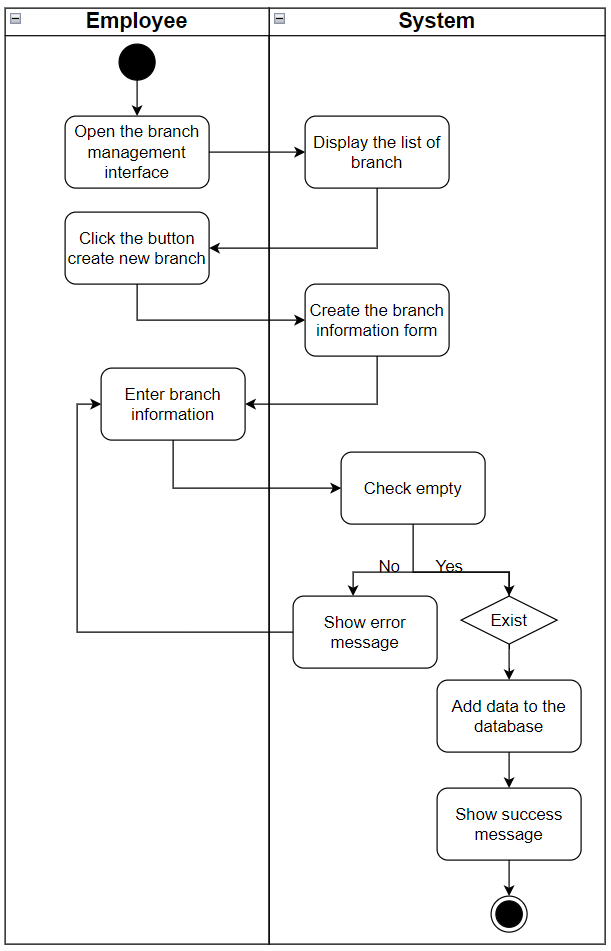 Employee
System
Open the branch
management
interface
Display the list of
branch
Click the button
create new branch
Create the branch
information form
Enter branch
information
Check empty
No
Yes
Show error
message
Exist
Add data to the
database
Show success
message